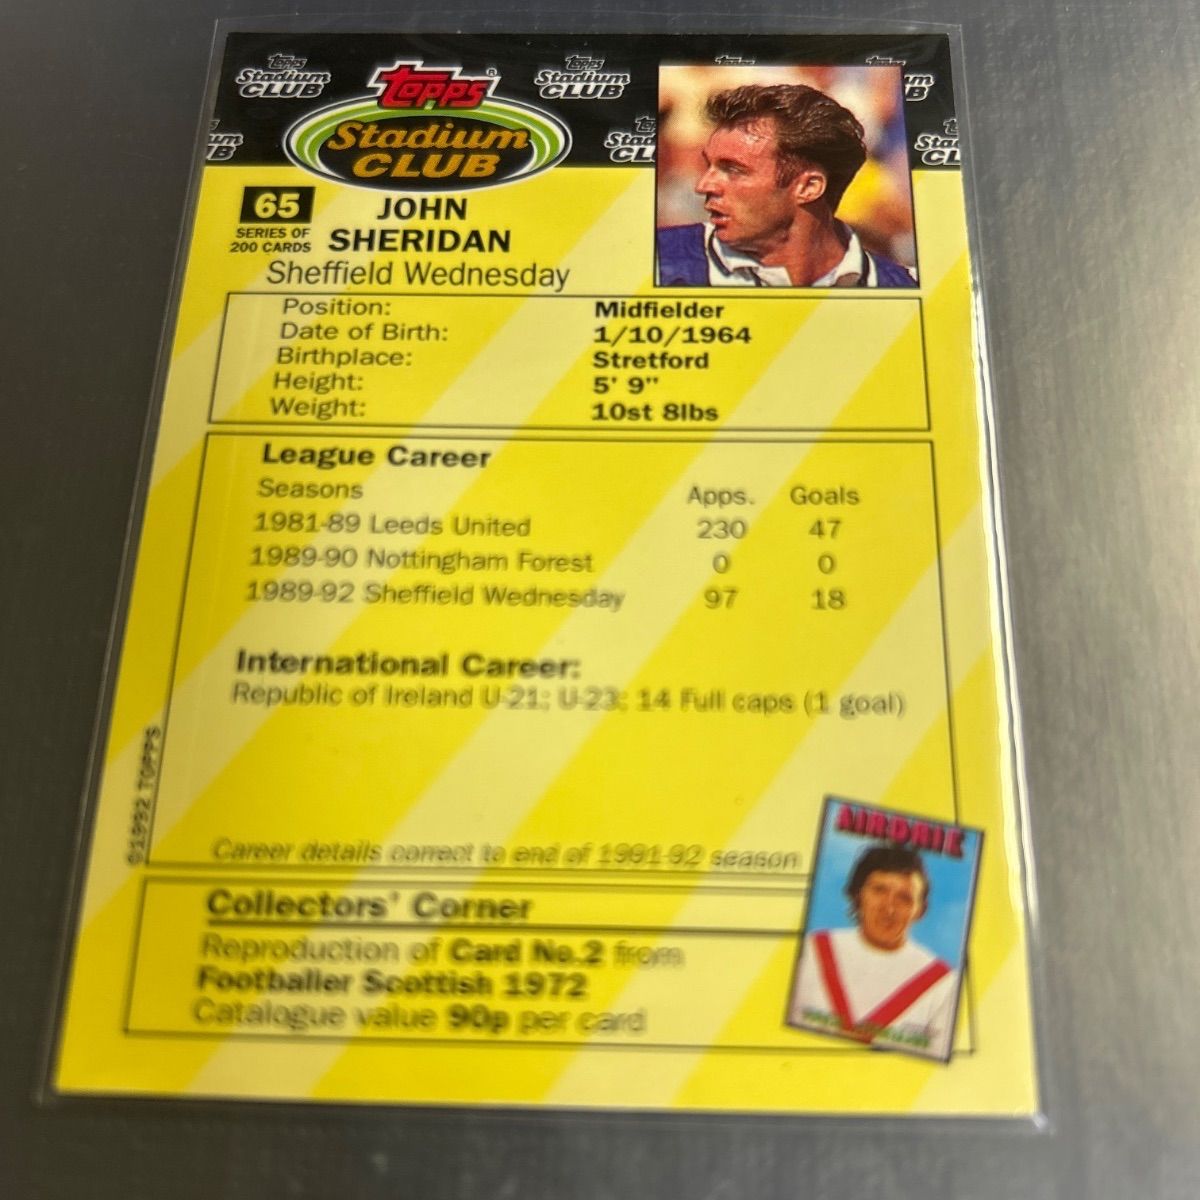 Topps
Stadium
CLUB
65
SERIES OF
200 CARDS
JOHN
SHERIDAN
Sheffield Wednesday
Position: Midfielder
Date of Birth: 1/10/1964
Birthplace: Stretford
Height: 5' 9"
Weight: 10st 8lbs
League Career
Seasons Apps. Goals
1981-89 Leeds United 230 47
1989-90 Nottingham Forest 0 0
1989-92 Sheffield Wednesday 97 18
International Career:
Republic of Ireland U-21; U-23; 14 Full caps (1 goal)
©1992 TOPPS
Career details correct to end of 1991-92 season
AIRDRIE
Collectors' Corner
Reproduction of Card No.2 from
Footballer Scottish 1972
Catalogue value 90p per card